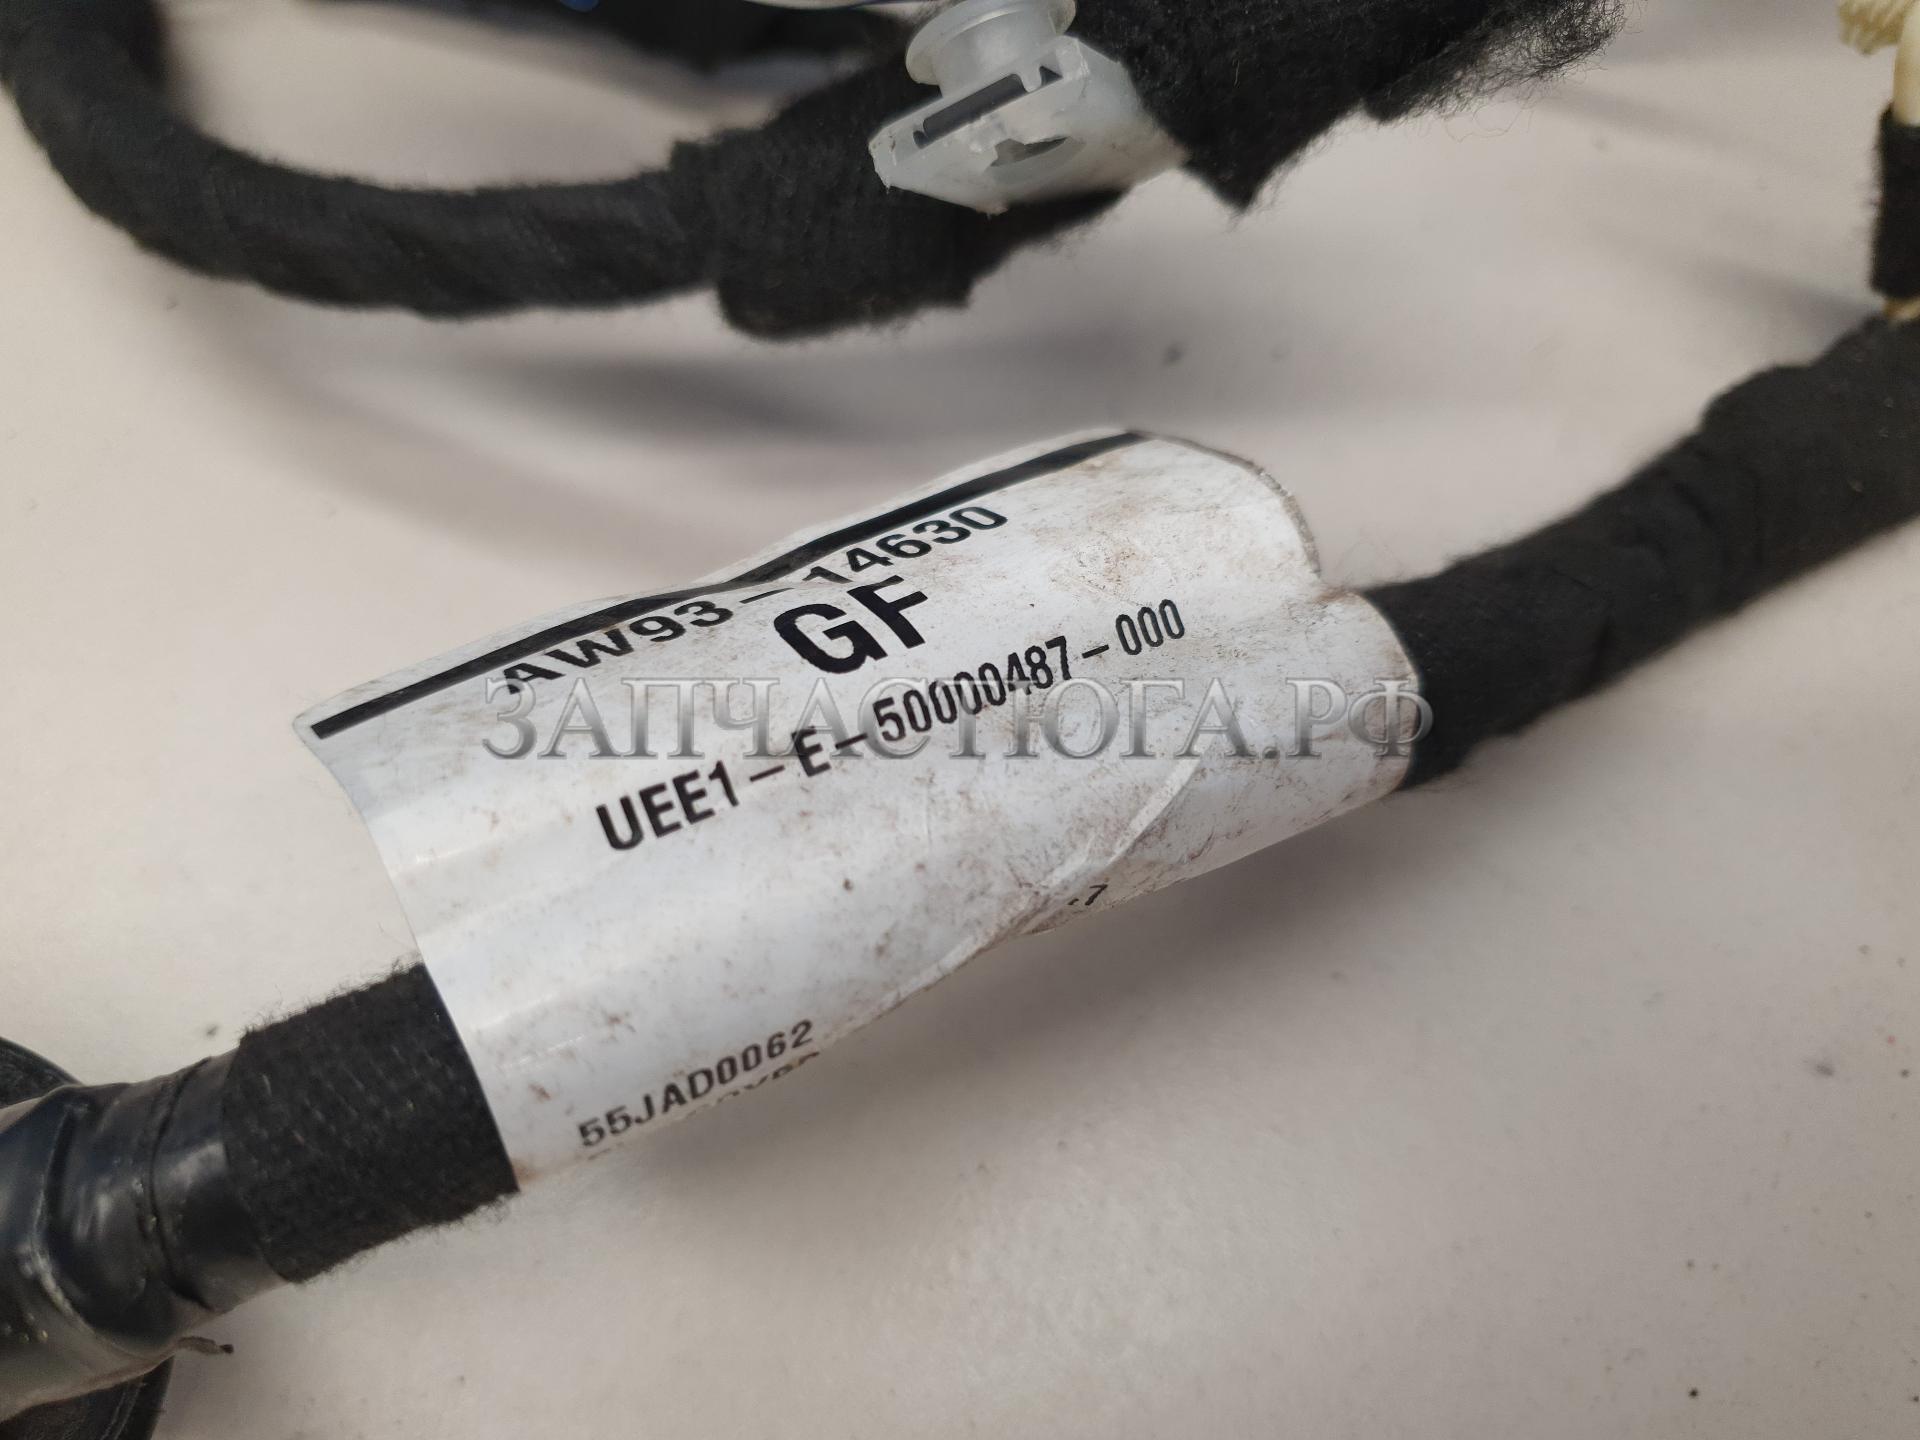 AW93-14630
GF
UEE1-E-50000487-000
ЗАПЧАСТЮГА.РФ
55JAD0062